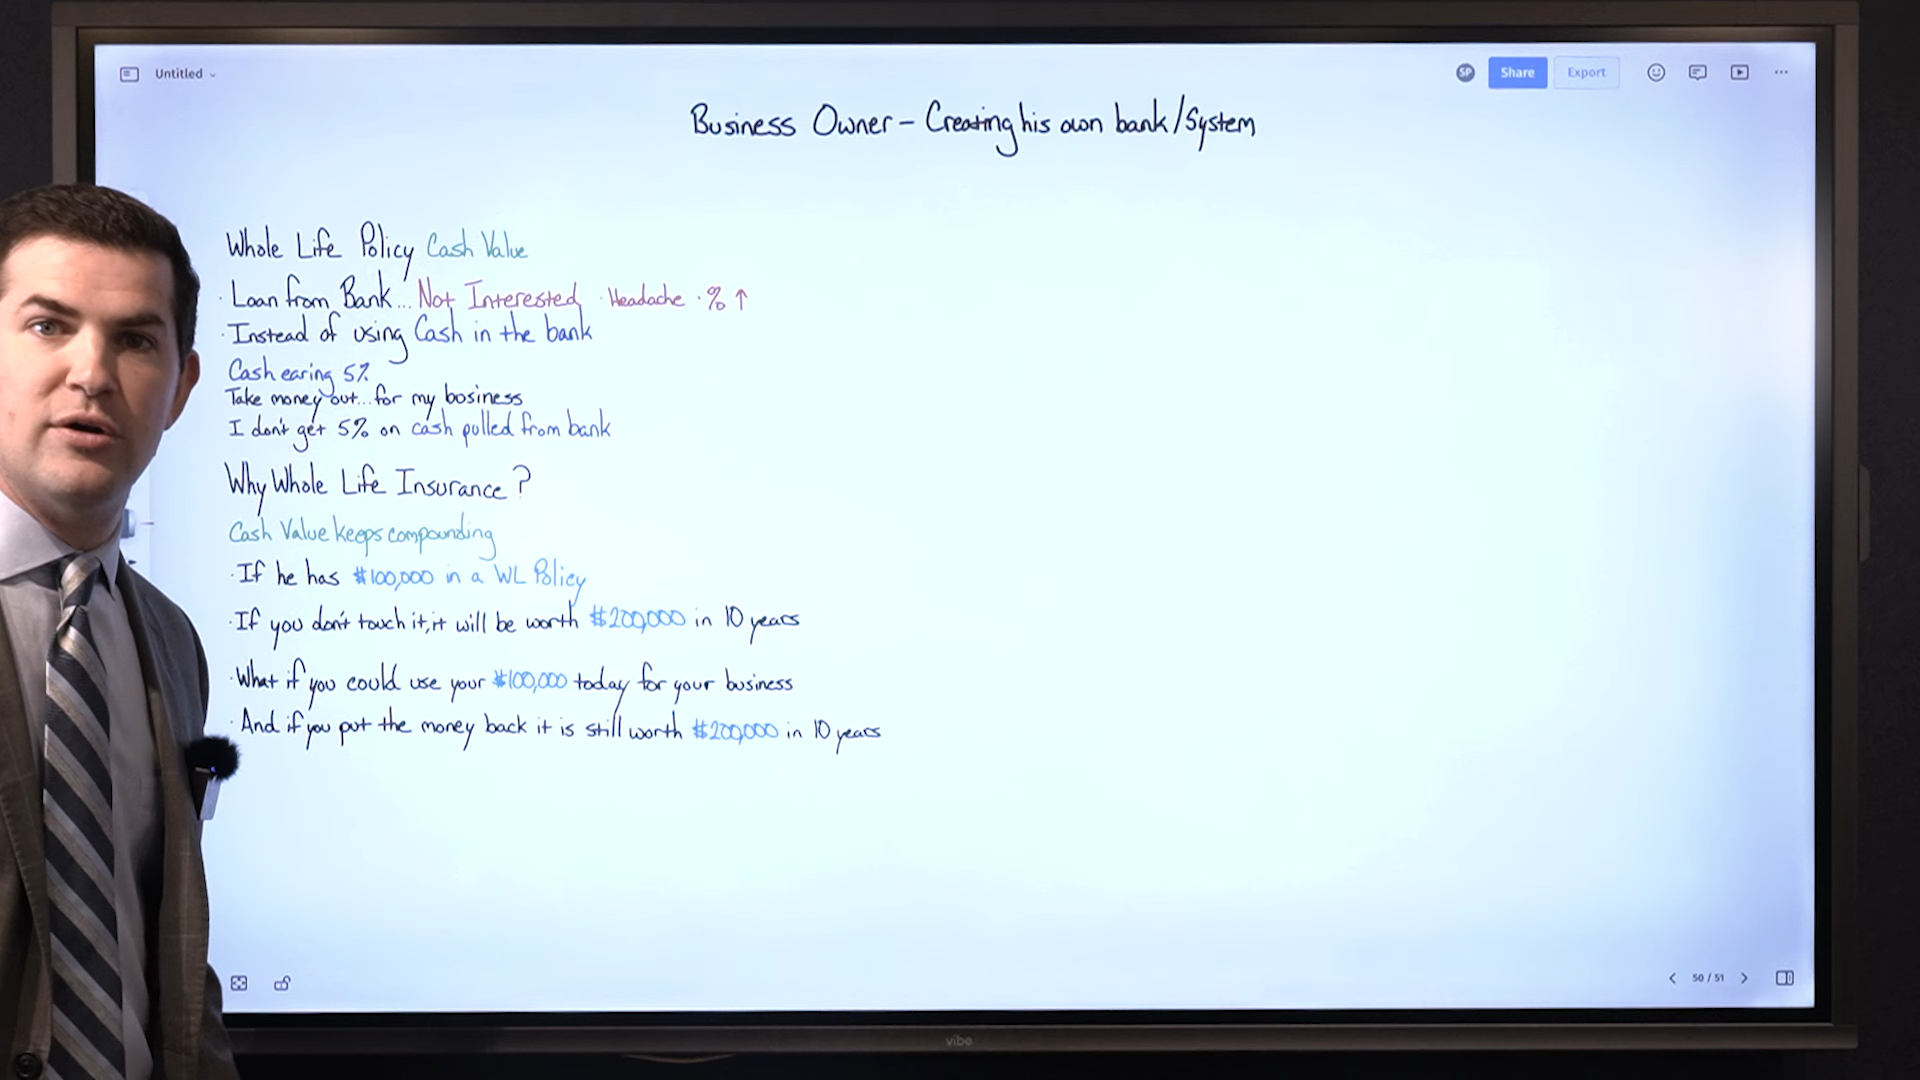 Untitled
SP Share Export
Business Owner - Creating his own bank/System
Whole Life Policy Cash Value
· Loan from Bank... Not Interested · Headache · % ↑
· Instead of using Cash in the bank
Cash earing 5%
Take money out... for my business
I don't get 5% on cash pulled from bank
Why Whole Life Insurance?
Cash Value keeps compounding
· If he has $100,000 in a WL Policy
· If you don't touch it, it will be worth $200,000 in 10 years
· What if you could use your $100,000 today for your business
· And if you put the money back it is still worth $200,000 in 10 years
50 / 51
vibe